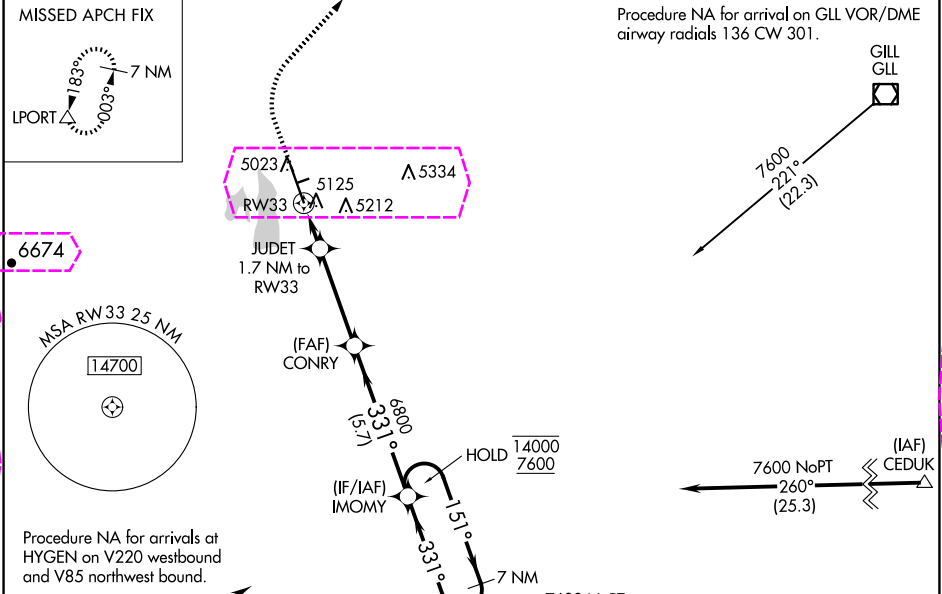 MISSED APCH FIX
7 NM
183°
003°
LPORT
Procedure NA for arrival on GLL VOR/DME
airway radials 136 CW 301.
GILL
GLL
7600
221°
(22.3)
5023
5334
5125
RW33
5212
JUDET
1.7 NM to
RW33
6674
MSA RW33 25 NM
14700
(FAF)
CONRY
6800
331°
(5.7)
HOLD
14000
7600
(IF/IAF)
IMOMY
151°
331°
7 NM
(IAF)
CEDUK
7600 NoPT
260°
(25.3)
Procedure NA for arrivals at
HYGEN on V220 westbound
and V85 northwest bound.